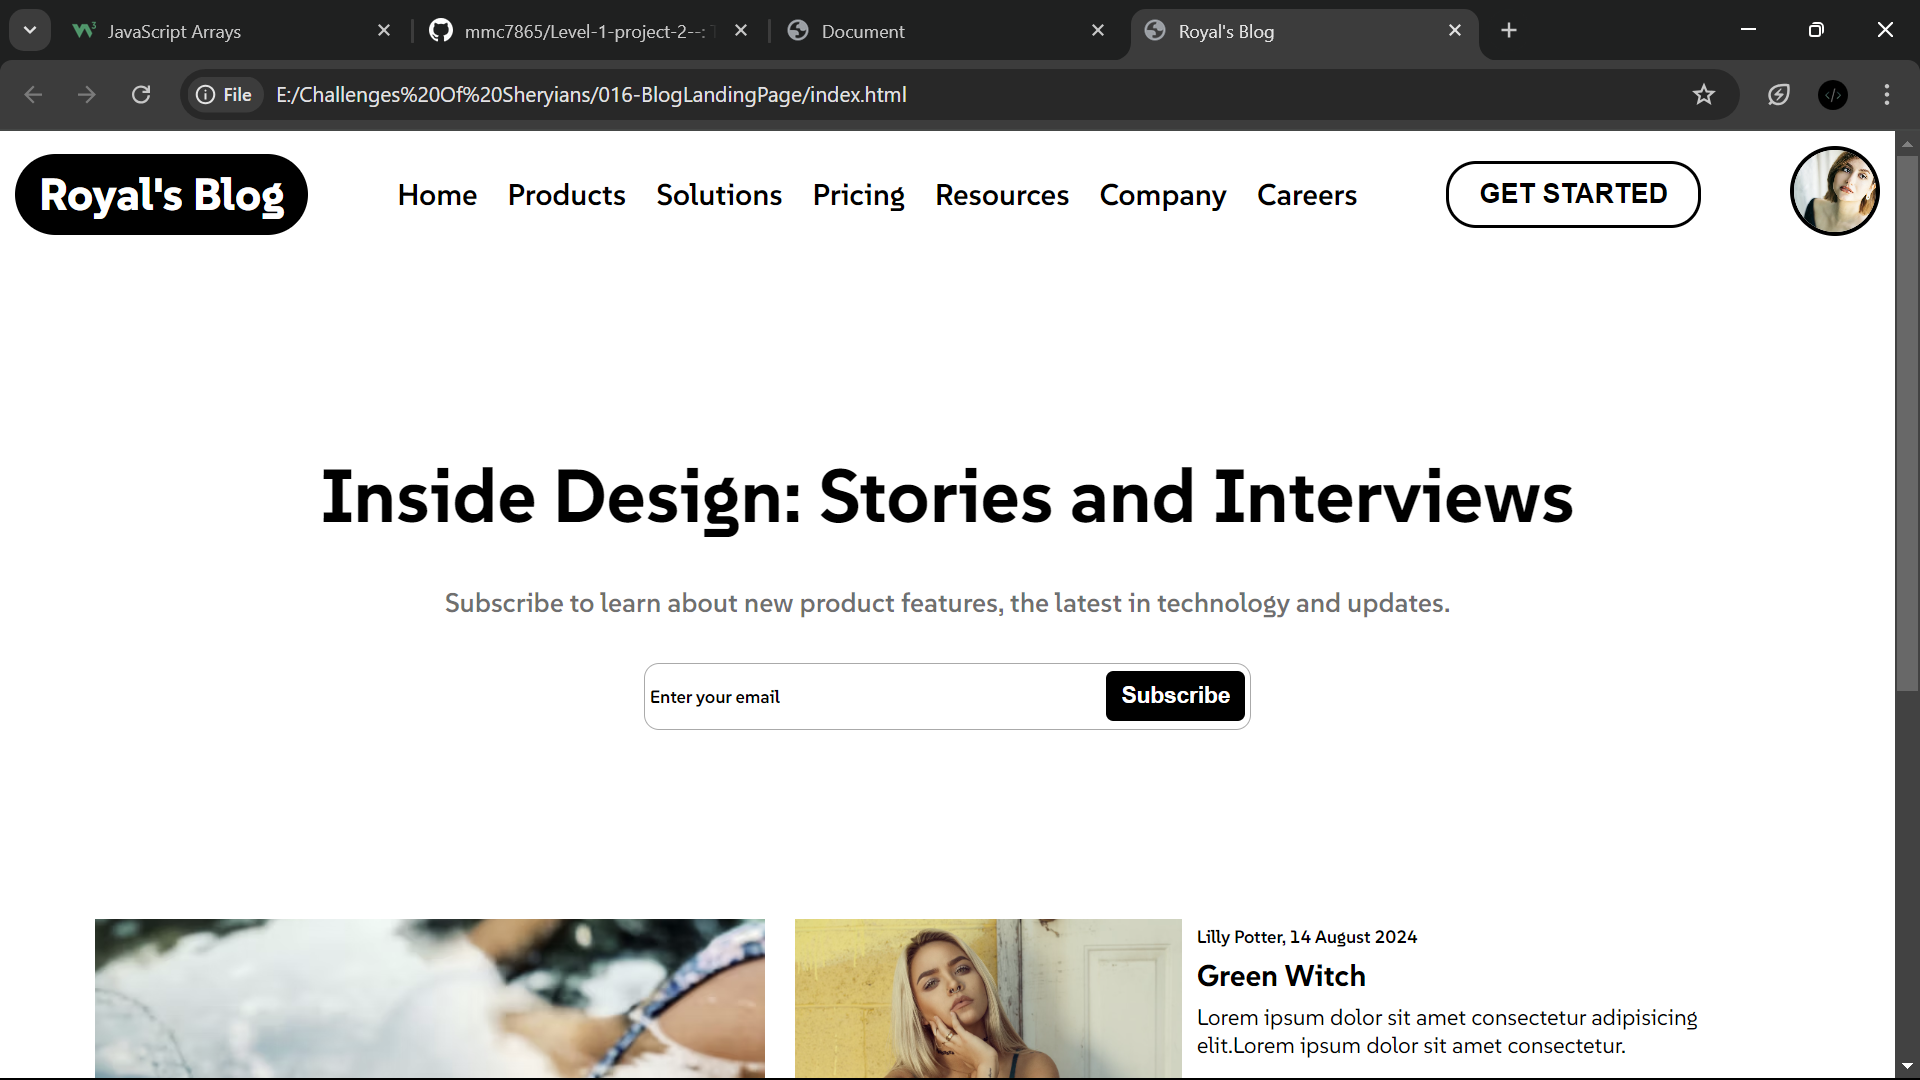 JavaScript Arrays
mmc7865/Level-1-project-2--:
Document
Royal's Blog
File
E:/Challenges%20Of%20Sheryians/016-BlogLandingPage/index.html
Royal's Blog
Home
Products
Solutions
Pricing
Resources
Company
Careers
GET STARTED
Inside Design: Stories and Interviews
Subscribe to learn about new product features, the latest in technology and updates.
Enter your email
Subscribe
Lilly Potter, 14 August 2024
Green Witch
Lorem ipsum dolor sit amet consectetur adipisicing
elit.Lorem ipsum dolor sit amet consectetur.